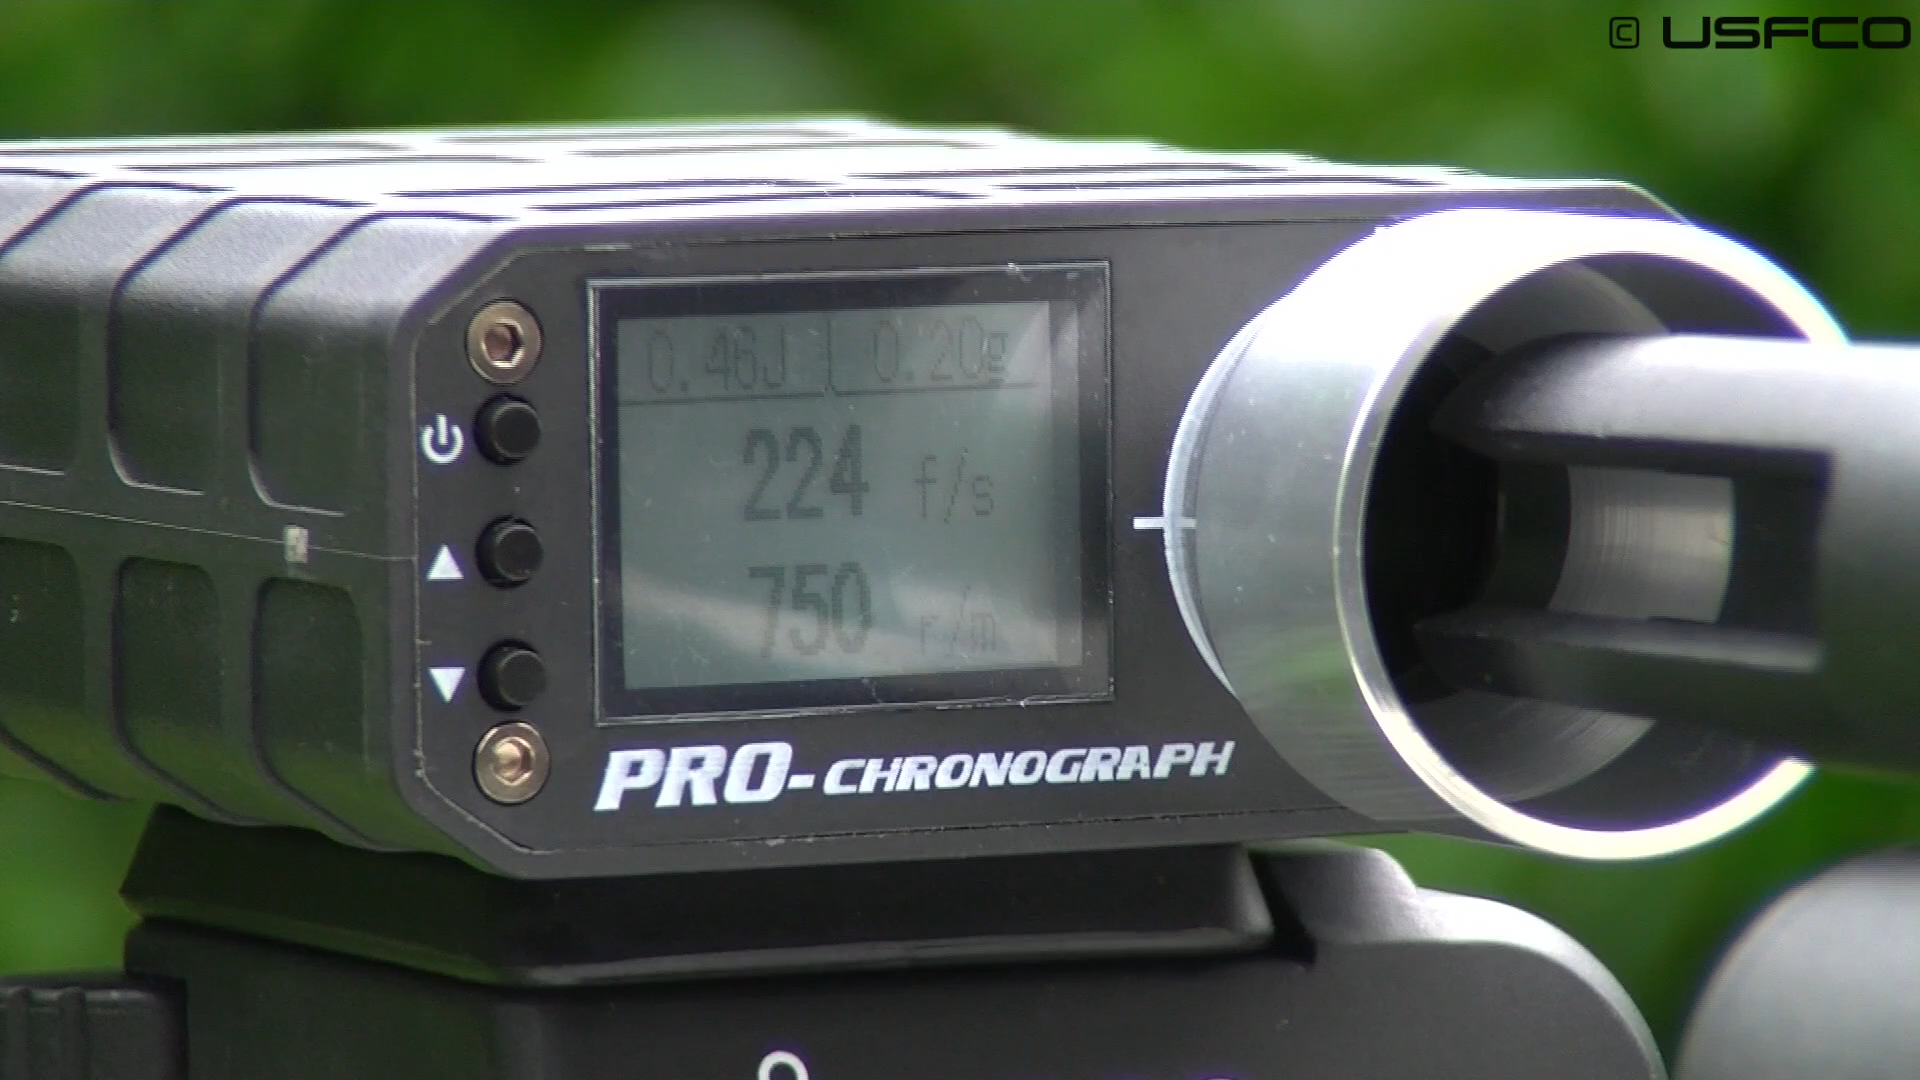 © USFCO
0.46J 0.20g
224 f/s
750 r/m
PRO-CHRONOGRAPH